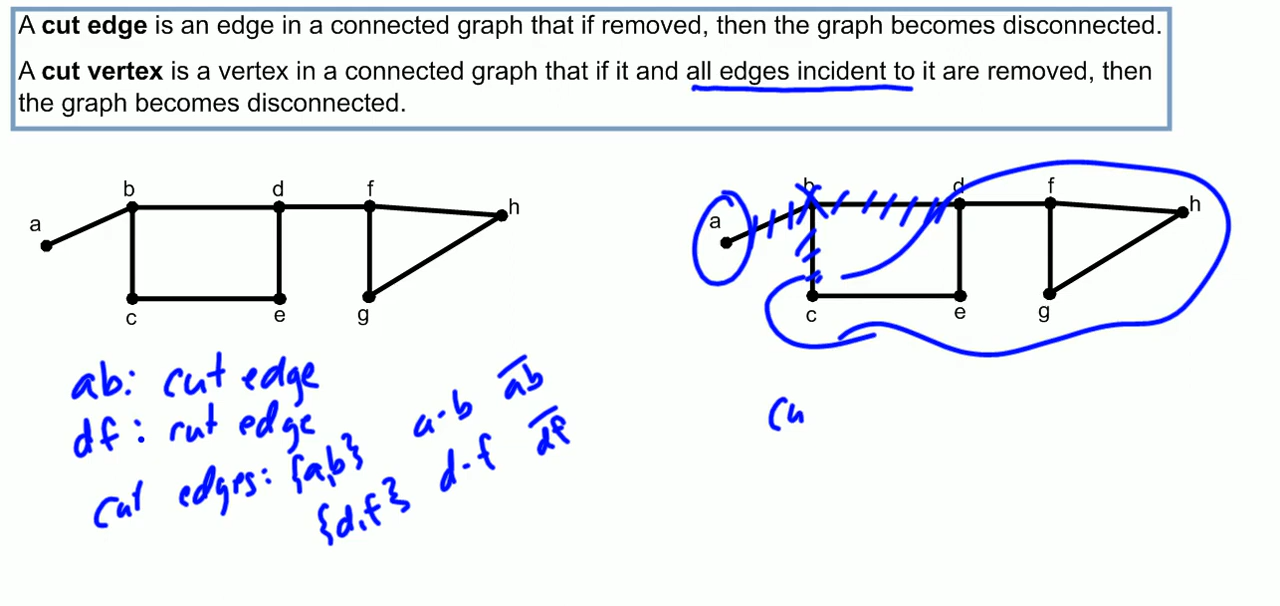 A cut edge is an edge in a connected graph that if removed, then the graph becomes disconnected.
A cut vertex is a vertex in a connected graph that if it and all edges incident to it are removed, then
the graph becomes disconnected.
b d f h
a
c e g
b d f h
a
c e g
ab: cut edge
df: cut edge
cut edges: {a,b} a-b ab
{d,f} d-f df
Cu